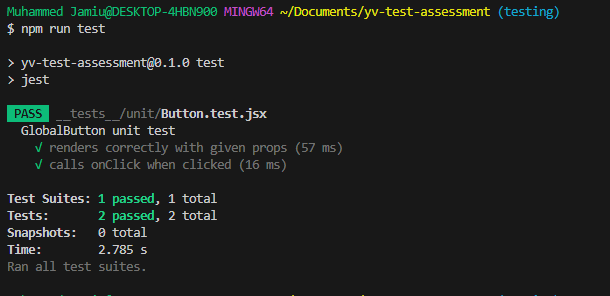 Muhammed Jamiu@DESKTOP-4HBN900 MINGW64 ~/Documents/yv-test-assessment (testing)
$ npm run test
> yv-test-assessment@0.1.0 test
> jest
PASS __tests__/unit/Button.test.jsx
GlobalButton unit test
√ renders correctly with given props (57 ms)
√ calls onClick when clicked (16 ms)
Test Suites: 1 passed, 1 total
Tests: 2 passed, 2 total
Snapshots: 0 total
Time: 2.785 s
Ran all test suites.